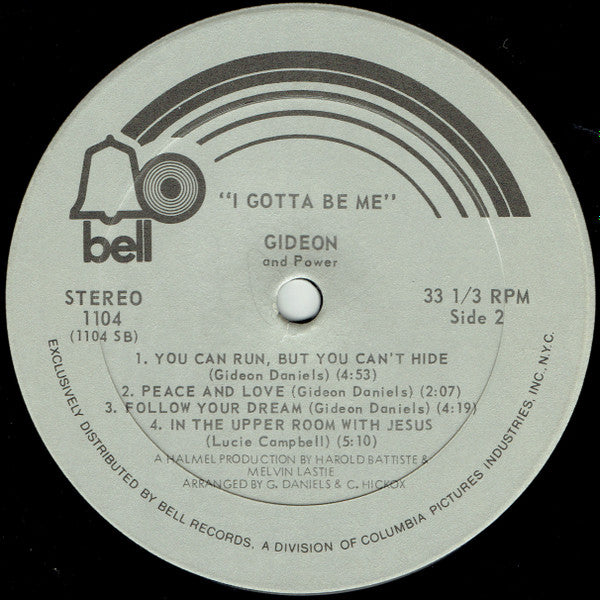 bell
"I GOTTA BE ME"
GIDEON
and Power
STEREO
1104
(1104 SB)
33 1/3 RPM
Side 2
1. YOU CAN RUN, BUT YOU CAN'T HIDE
(Gideon Daniels) (4:53)
2. PEACE AND LOVE (Gideon Daniels) (2:07)
3. FOLLOW YOUR DREAM (Gideon Daniels) (4:19)
4. IN THE UPPER ROOM WITH JESUS
(Lucie Campbell) (5:10)
A HALMEL PRODUCTION BY HAROLD BATTISTE &
MELVIN LASTIE
ARRANGED BY G. DANIELS & C. HICKOX
EXCLUSIVELY DISTRIBUTED BY BELL RECORDS, A DIVISION OF COLUMBIA PICTURES INDUSTRIES, INC., N.Y.C.